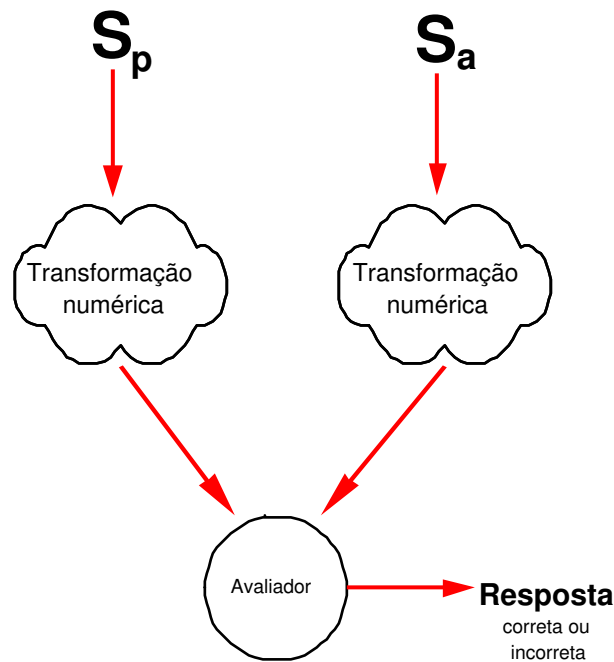 Sp
Sa
Transformação
numérica
Transformação
numérica
Avaliador
Resposta
correta ou
incorreta